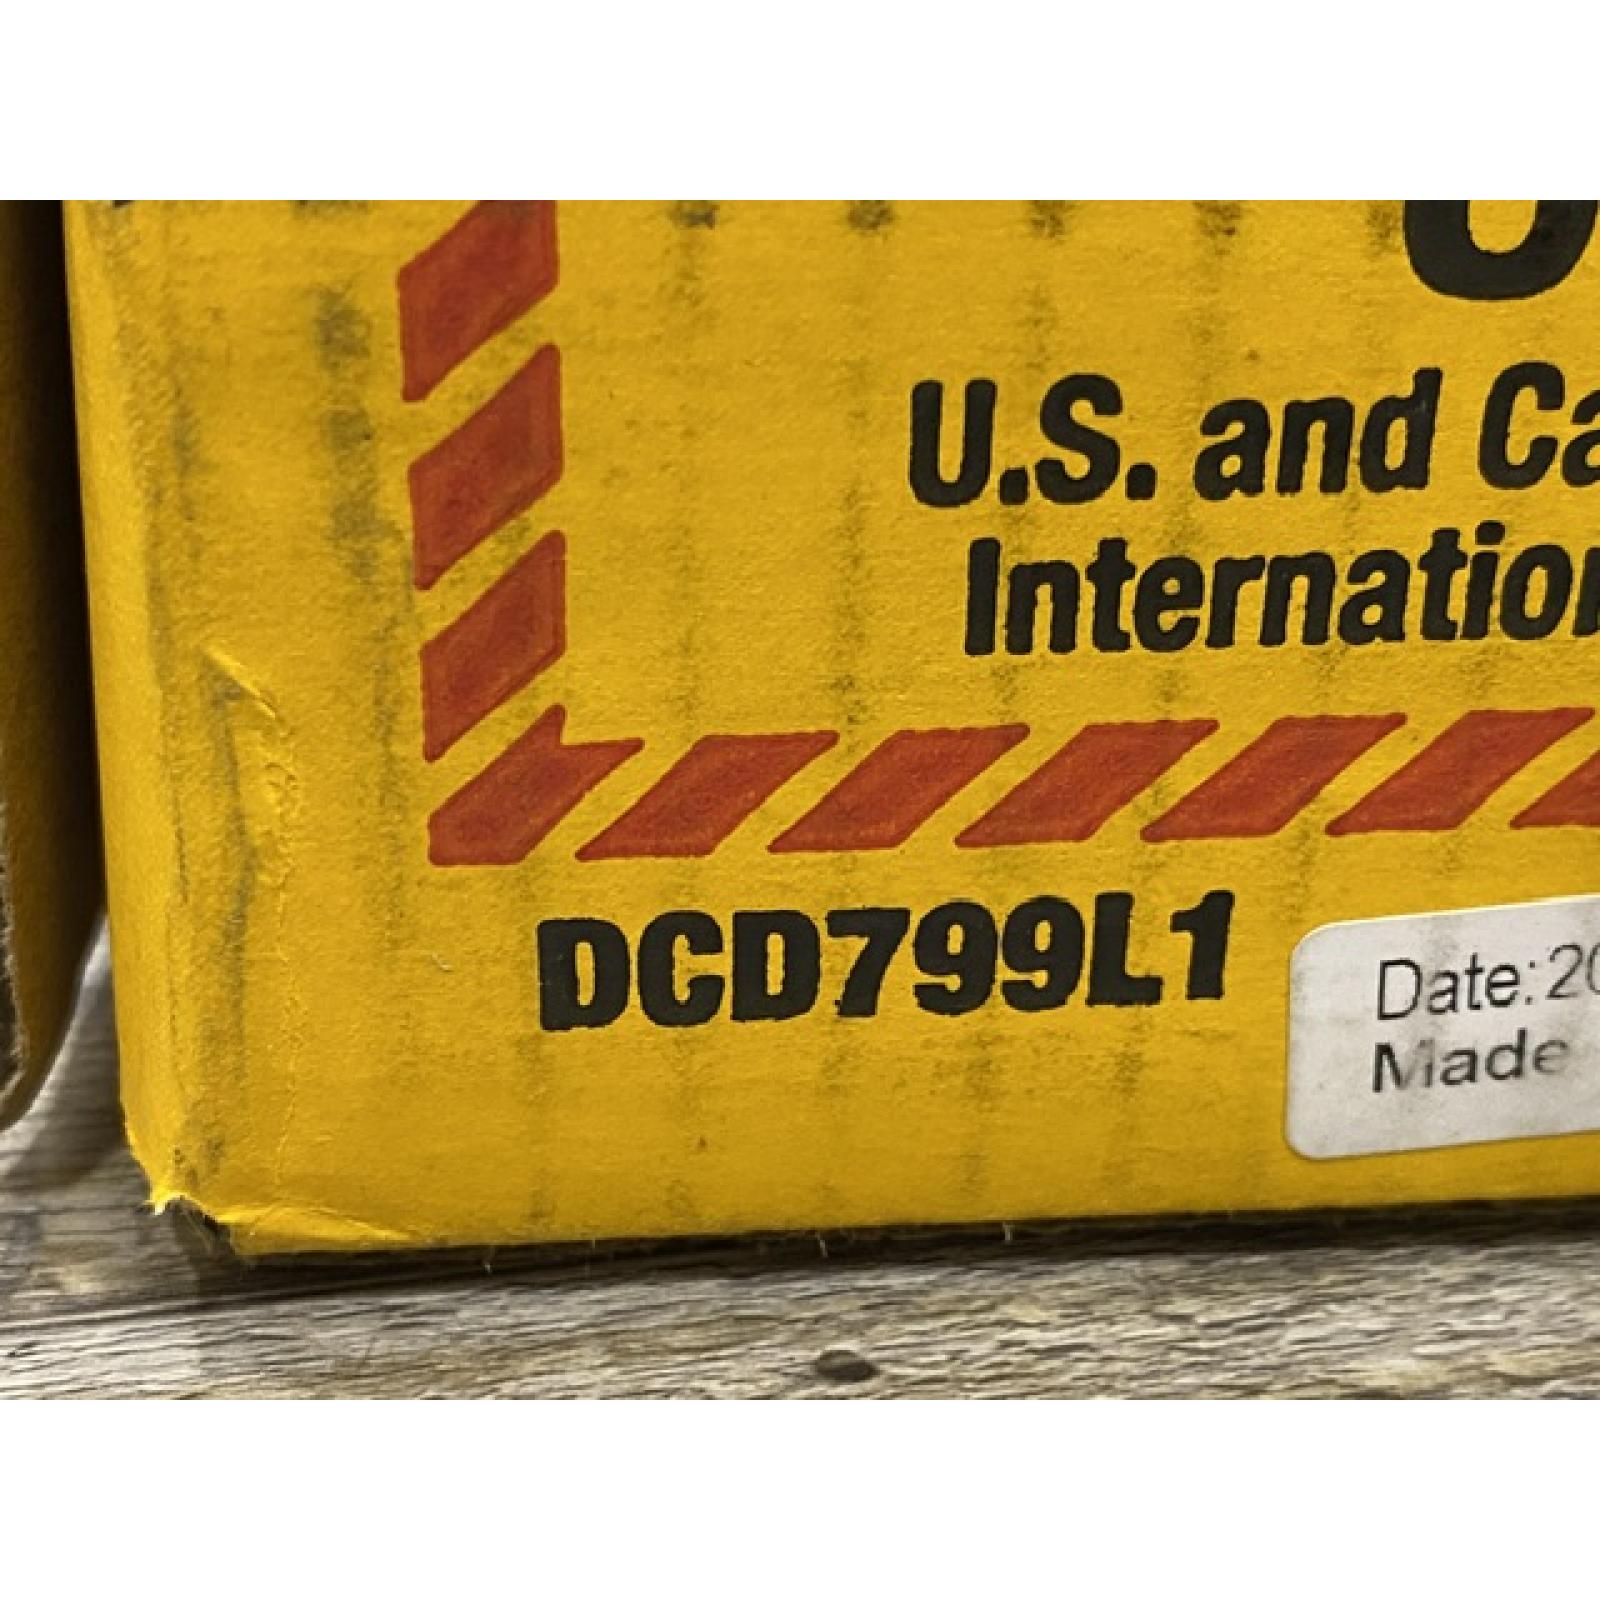 U.S. and Ca
Internation
DCD799L1
Date:20
Made